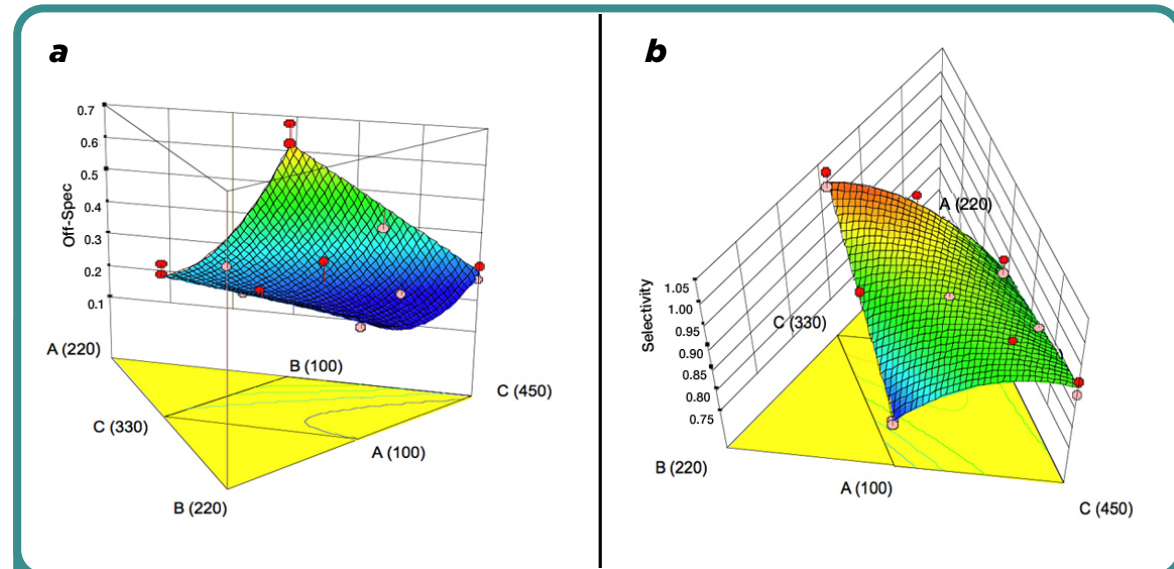 a
0.7
0.6
0.5
0.4
0.3
0.2
0.1
Off-Spec
A (220)
B (100)
C (450)
C (330)
A (100)
B (220)
b
A (220)
1.05
1.00
0.95
0.90
0.85
0.80
0.75
Selectivity
C (330)
)
B (220)
A (100)
C (450)